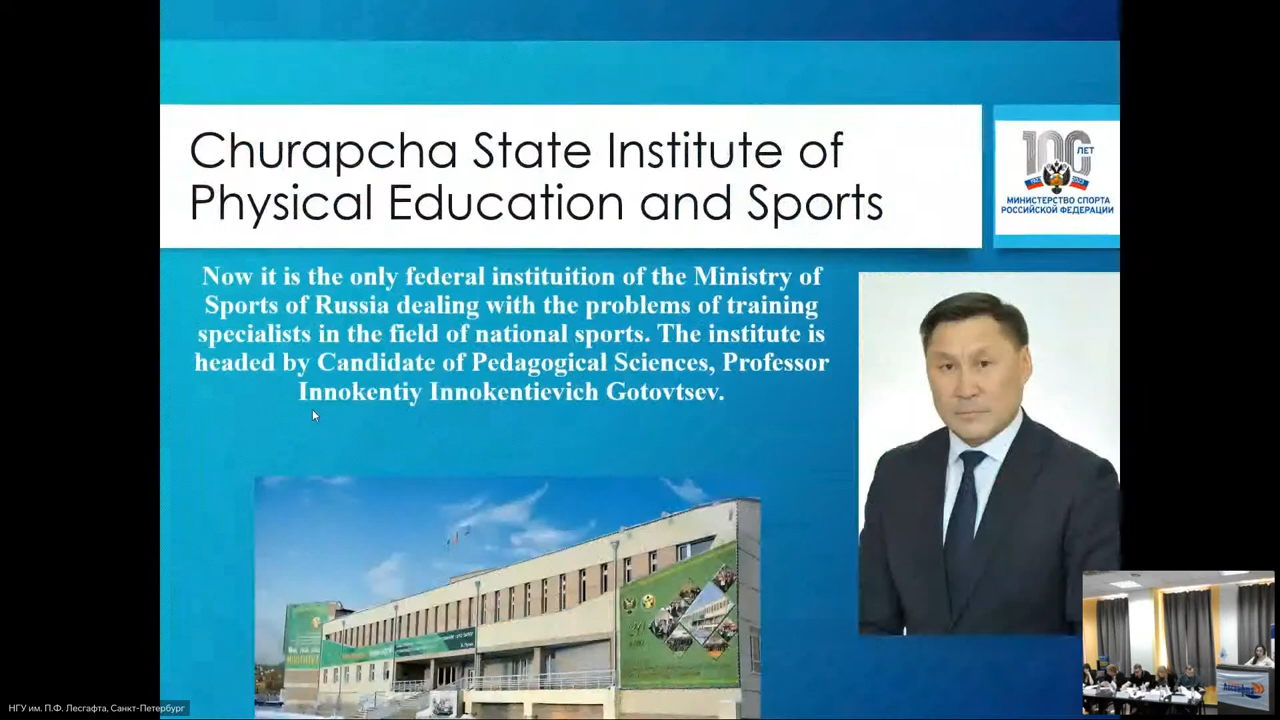 Churapcha State Institute of
Physical Education and Sports
100 ЛЕТ
МИНИСТЕРСТВО СПОРТА
РОССИЙСКОЙ ФЕДЕРАЦИИ
Now it is the only federal instituition of the Ministry of
Sports of Russia dealing with the problems of training
specialists in the field of national sports. The institute is
headed by Candidate of Pedagogical Sciences, Professor
Innokentiy Innokentievich Gotovtsev.
НГУ им. П.Ф. Лесгафта, Санкт-Петербург